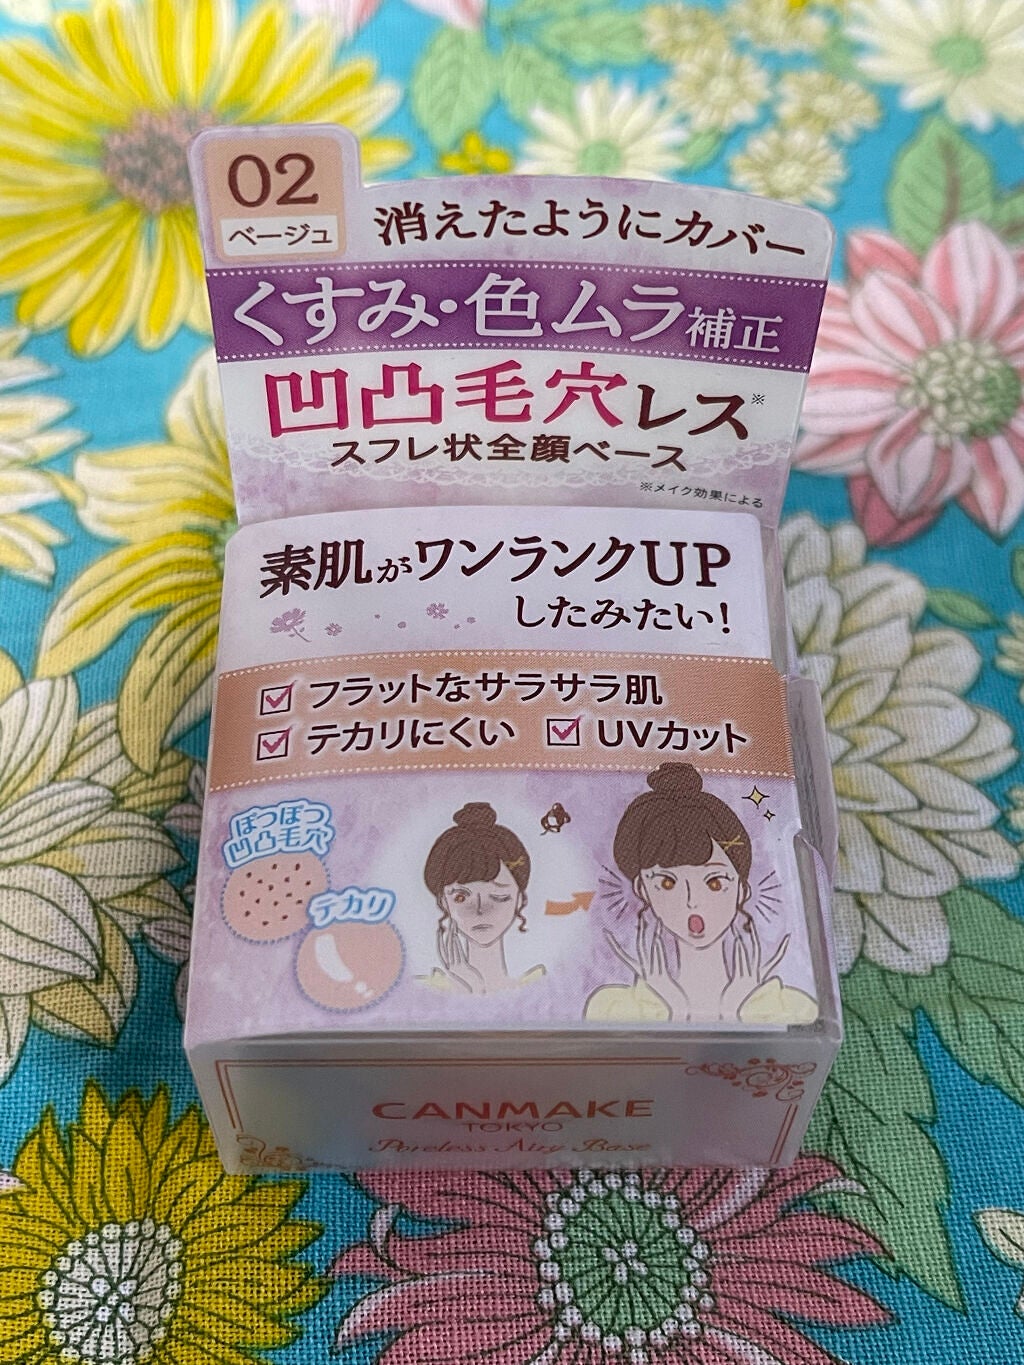 02
ベージュ
消えたようにカバー
くすみ・色ムラ補正
凹凸毛穴レス※
スフレ状全顔ベース
※メイク効果による
素肌がワンランクUP
したみたい!
フラットなサラサラ肌
テカリにくい UVカット
ぽつぽつ
凹凸毛穴
テカリ
CANMAKE
TOKYO
Poreless Airy Base